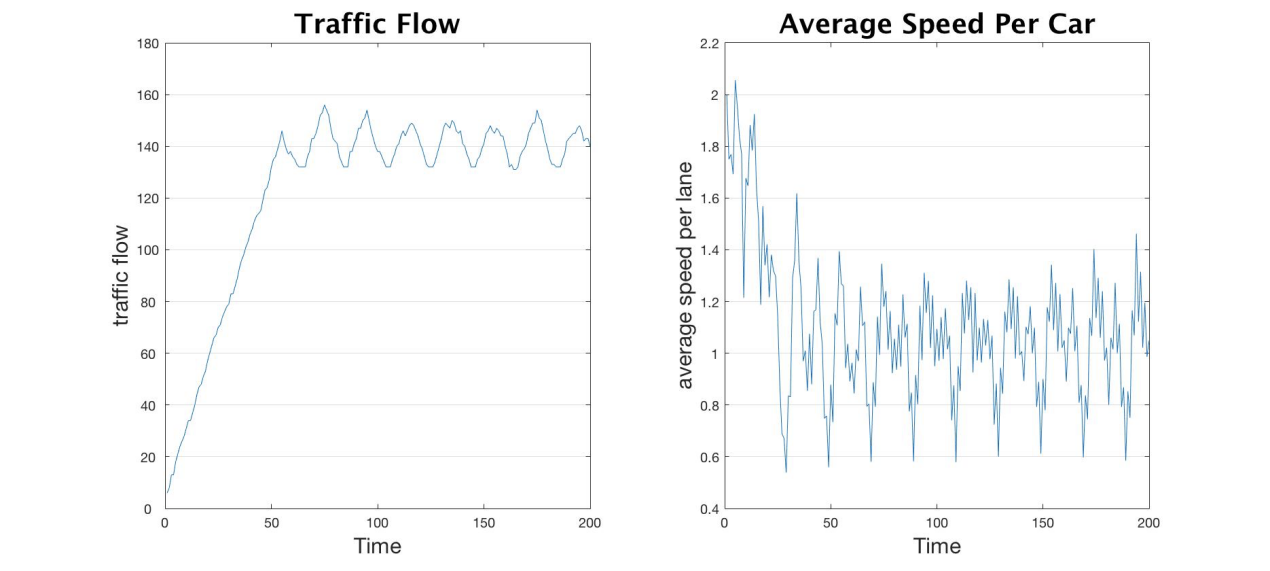 Traffic Flow
180
160
140
120
100
80
60
40
20
0
traffic flow
0 50 100 150 200
Time
Average Speed Per Car
2.2
2
1.8
1.6
1.4
1.2
1
0.8
0.6
0.4
average speed per lane
0 50 100 150 200
Time